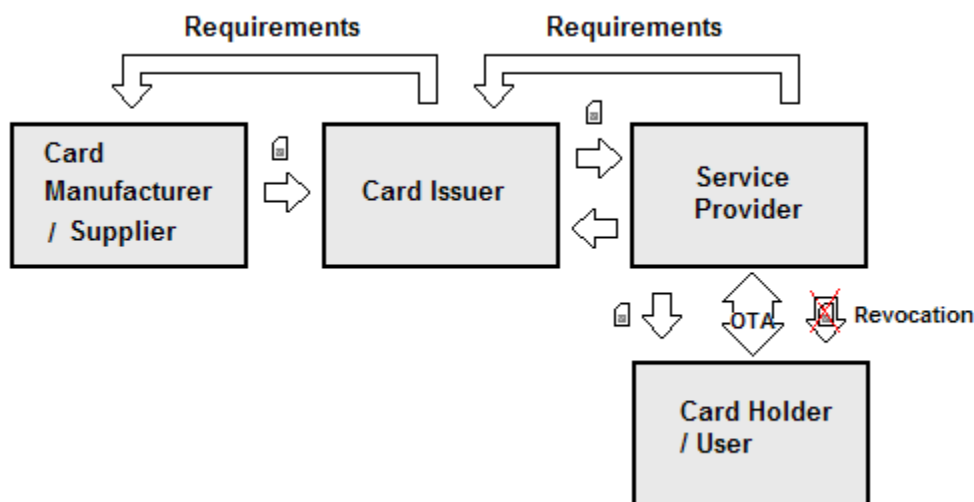 Requirements
Requirements
Card
Manufacturer
/ Supplier
Card Issuer
Service
Provider
OTA
Revocation
Card Holder
/ User